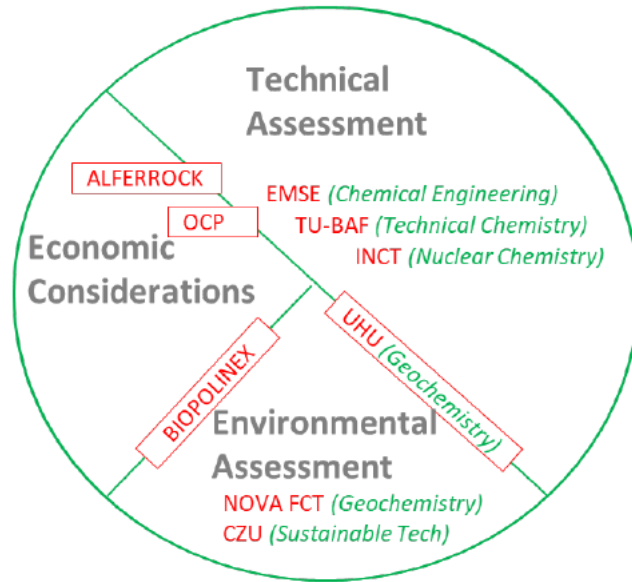 Technical
Assessment
ALFERROCK
OCP
EMSE (Chemical Engineering)
TU-BAF (Technical Chemistry)
INCT (Nuclear Chemistry)
Economic
Considerations
BIOPOLINEX
UHU (Geochemistry)
Environmental
Assessment
NOVA FCT (Geochemistry)
CZU (Sustainable Tech)